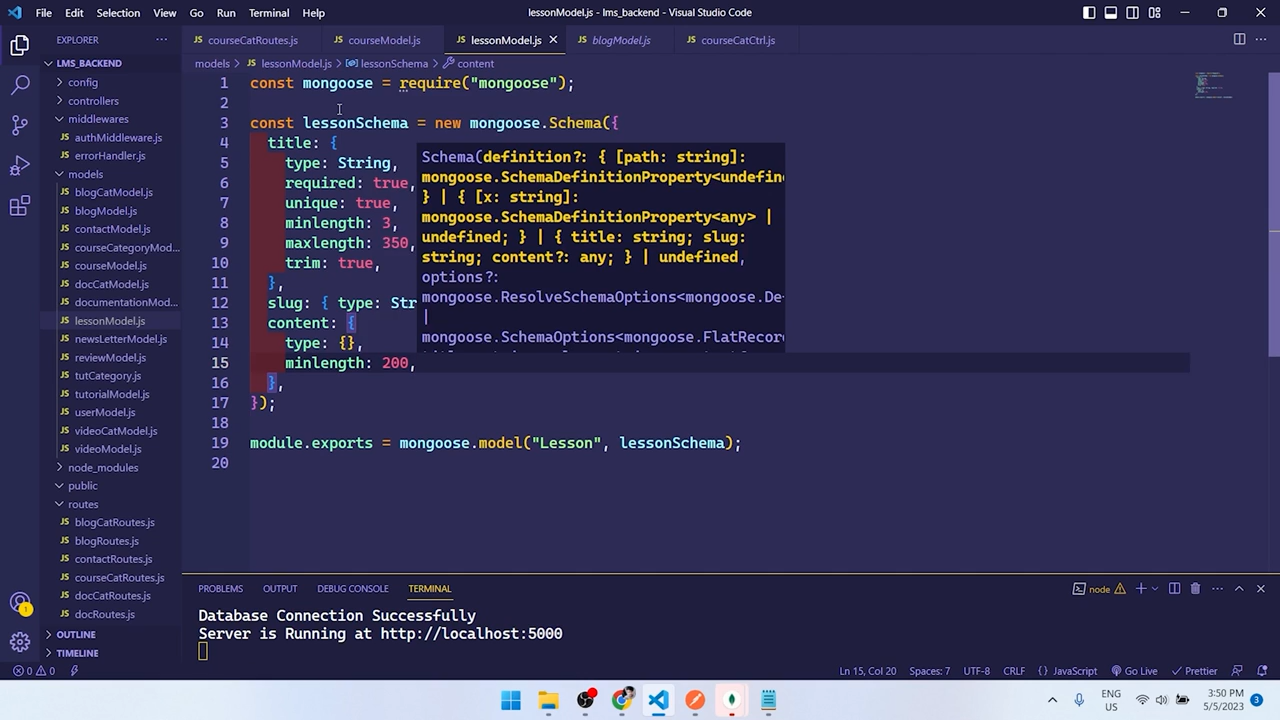 File Edit Selection View Go Run Terminal Help
lessonModel.js - lms_backend - Visual Studio Code
EXPLORER
courseCatRoutes.js courseModel.js lessonModel.js blogModel.js courseCatCtrl.js
LMS_BACKEND
models > lessonModel.js > lessonSchema > content
config
controllers
middlewares
authMiddleware.js
errorHandler.js
models
blogCatModel.js
blogModel.js
contactModel.js
courseCategoryMod...
courseModel.js
docCatModel.js
documentationMod...
lessonModel.js
newsLetterModel.js
reviewModel.js
tutCategory.js
tutorialModel.js
userModel.js
videoCatModel.js
videoModel.js
node_modules
public
routes
blogCatRoutes.js
blogRoutes.js
contactRoutes.js
courseCatRoutes.js
docCatRoutes.js
docRoutes.js
OUTLINE
TIMELINE
1 const mongoose = require("mongoose");
2
3 const lessonSchema = new mongoose.Schema({
4 title: {
5 type: String,
6 required: true,
7 unique: true,
8 minlength: 3,
9 maxlength: 350,
10 trim: true,
11 },
12 slug: { type: Str
13 content: {
14 type: {},
15 minlength: 200,
16 },
17 });
18
19 module.exports = mongoose.model("Lesson", lessonSchema);
20
Schema(definition?: { [path: string]:
mongoose.SchemaDefinitionProperty<undefine
} | { [x: string]:
mongoose.SchemaDefinitionProperty<any> |
undefined; } | { title: string; slug:
string; content?: any; } | undefined,
options?:
mongoose.ResolveSchemaOptions<mongoose.De
|
mongoose.SchemaOptions<mongoose.FlatRecor
PROBLEMS OUTPUT DEBUG CONSOLE TERMINAL
node
Database Connection Successfully
Server is Running at http://localhost:5000
0 0 Ln 15, Col 20 Spaces: 7 UTF-8 CRLF {} JavaScript Go Live Prettier
ENG
US
3:50 PM
5/5/2023
3
1